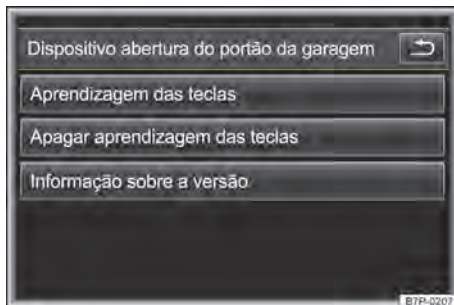 Dispositivo abertura do portão da garagem
Aprendizagem das teclas
Apagar aprendizagem das teclas
Informação sobre a versão
B7P-0207